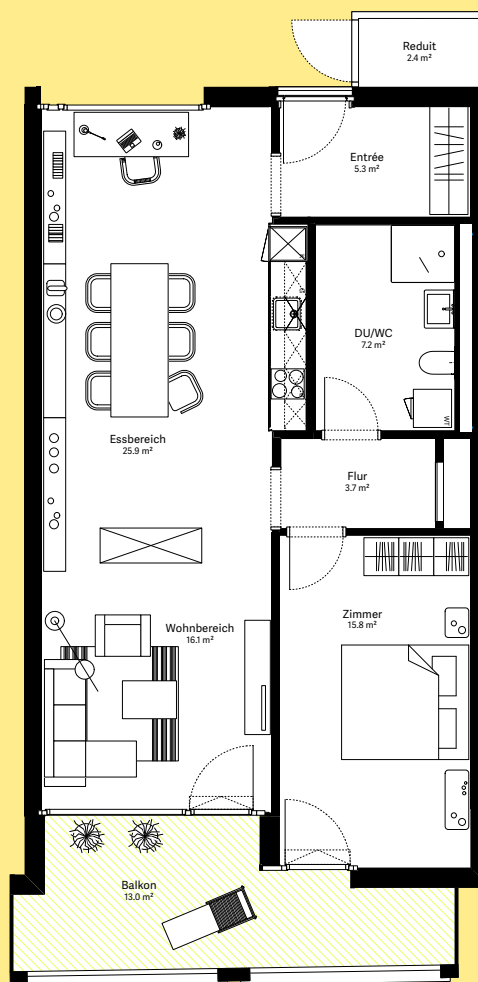 Reduit
2.4 m²
Entrée
5.3 m²
DU/WC
7.2 m²
WT
Essbereich
25.9 m²
Flur
3.7 m²
Wohnbereich
16.1 m²
Zimmer
15.8 m²
Balkon
13.0 m²